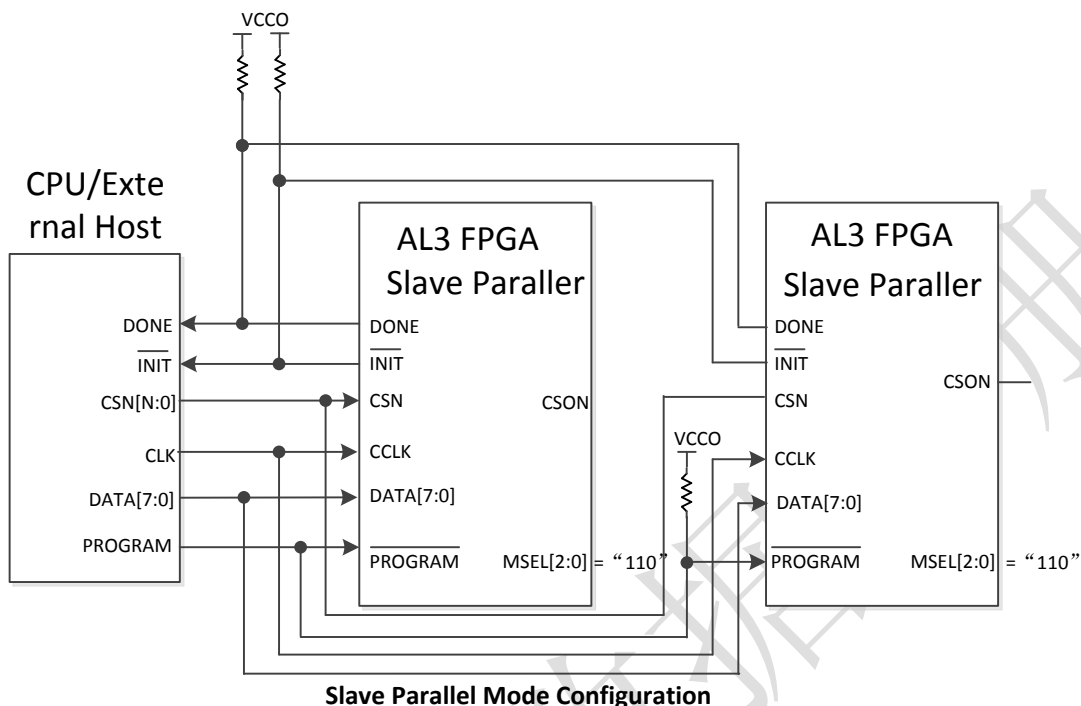 VCCO
CPU/Exte
rnal Host
DONE
INIT
CSN[N:0]
CLK
DATA[7:0]
PROGRAM
AL3 FPGA
Slave Paraller
DONE
INIT
CSN
CSON
CCLK
DATA[7:0]
PROGRAM
MSEL[2:0] = “110”
VCCO
AL3 FPGA
Slave Paraller
DONE
INIT
CSON
CSN
CCLK
DATA[7:0]
PROGRAM
MSEL[2:0] = “110”
Slave Parallel Mode Configuration